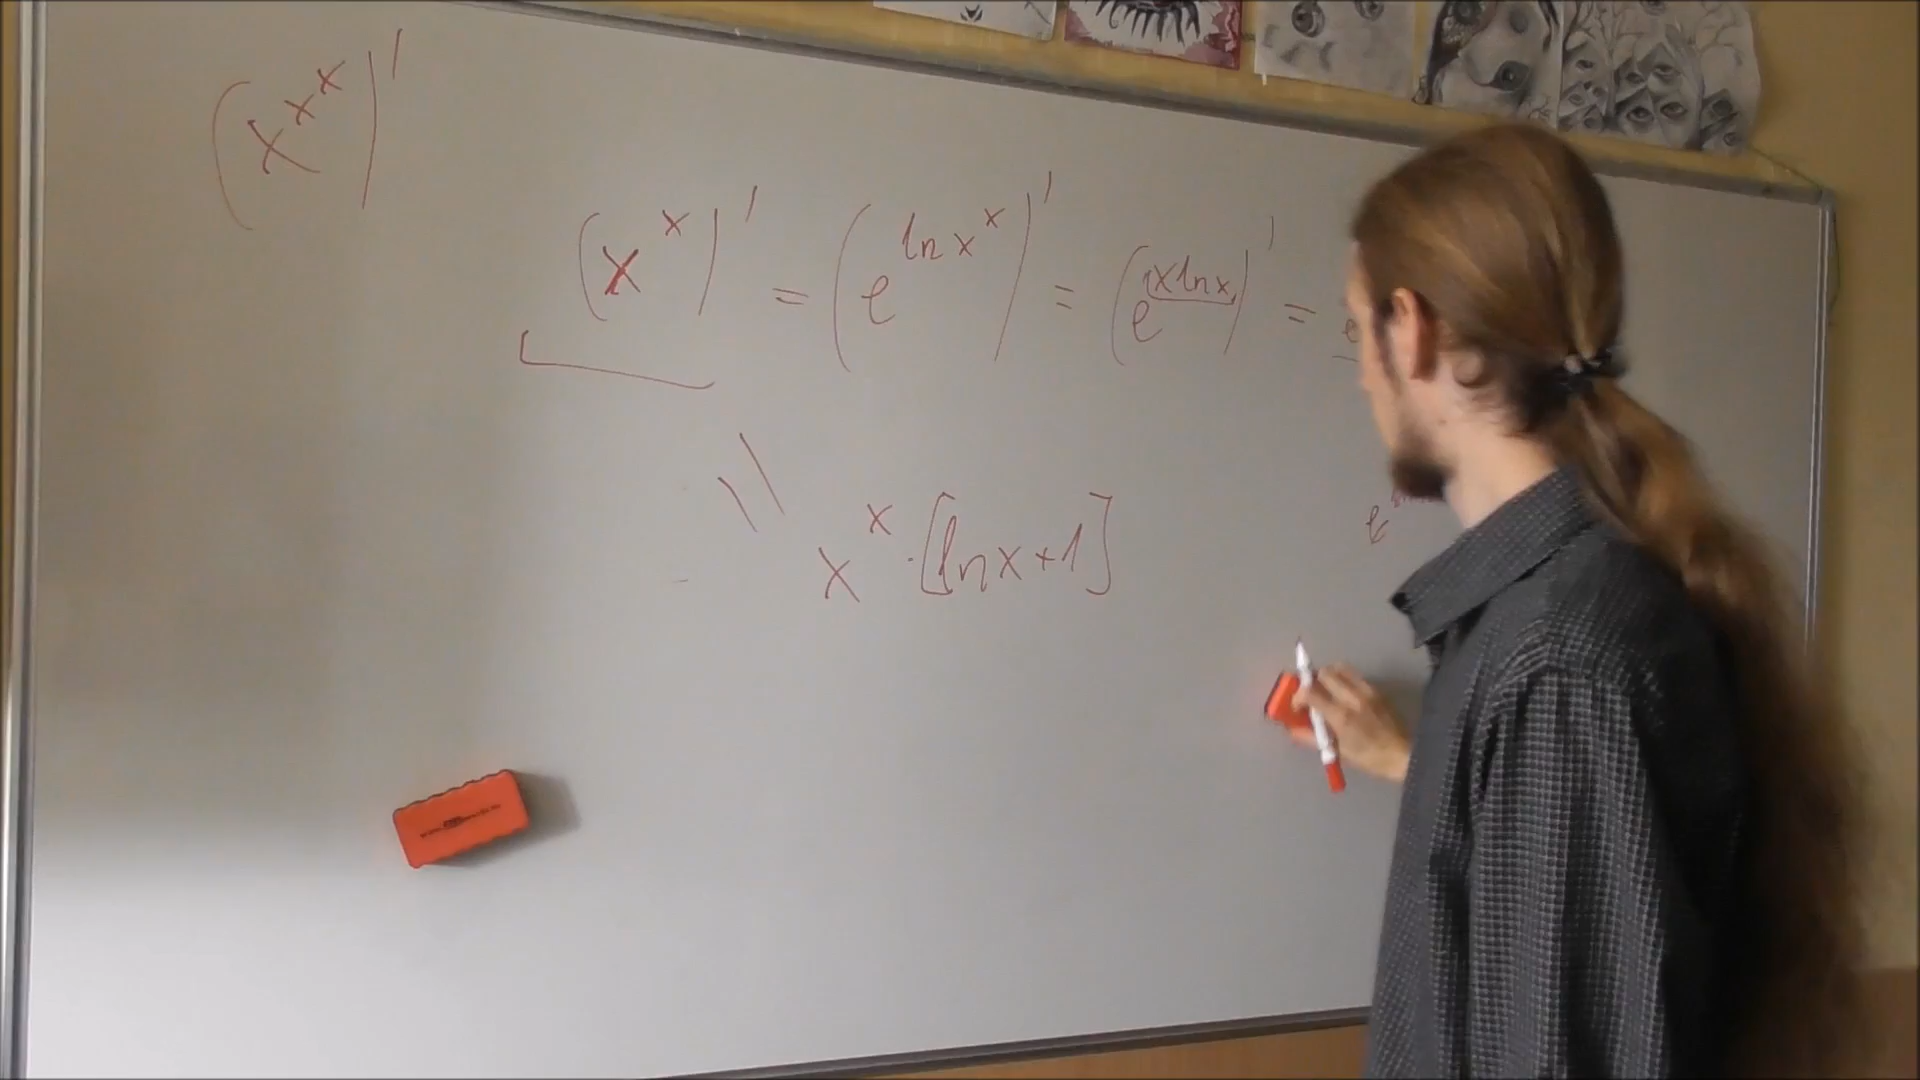 (x^x^x)'
(x^x)' = (e^ln x^x)' = (e^x ln x)' = e
x^x · [ln x + 1]
e